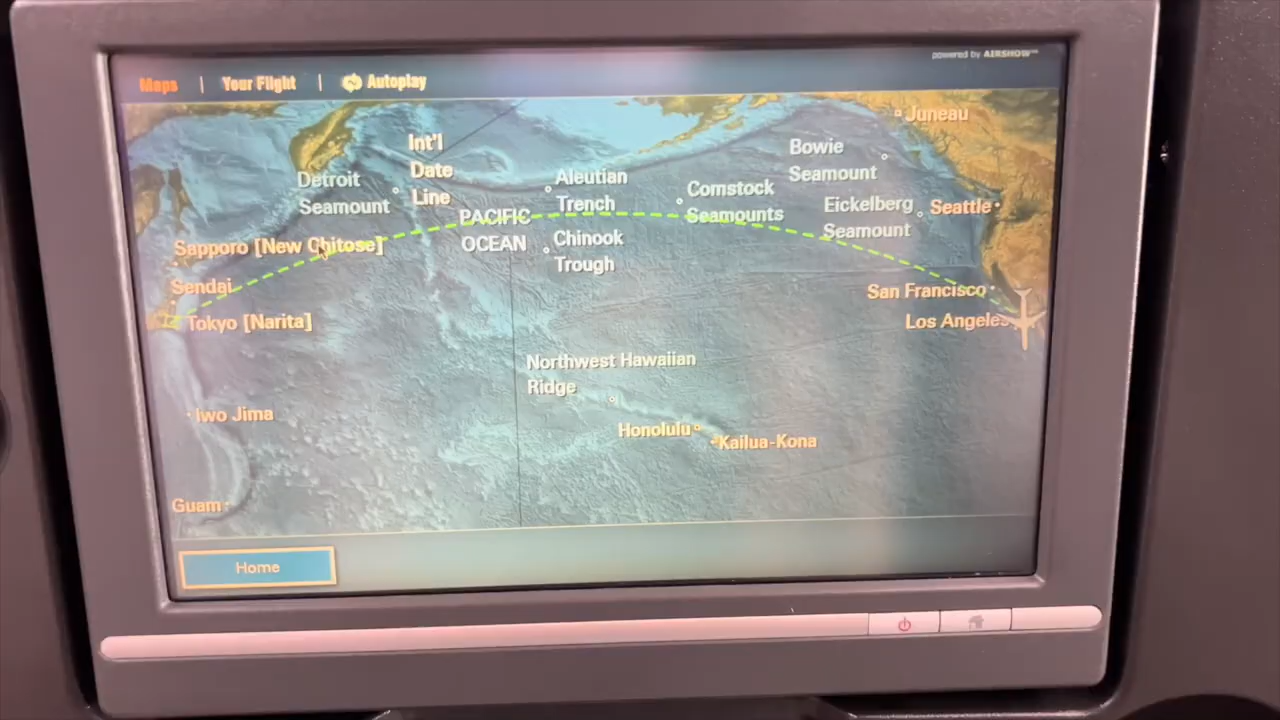 powered by AIRSHOW™
Maps | Your Flight | Autoplay
Juneau
Int'l
Date
Line
Bowie
Seamount
Detroit
Seamount
Aleutian
Trench
Comstock
Seamounts
Eickelberg
Seamount
Seattle
PACIFIC
OCEAN
Chinook
Trough
Sapporo [New Chitose]
Sendai
San Francisco
Tokyo [Narita]
Los Angeles
Northwest Hawaiian
Ridge
Iwo Jima
Honolulu
Kailua-Kona
Guam
Home